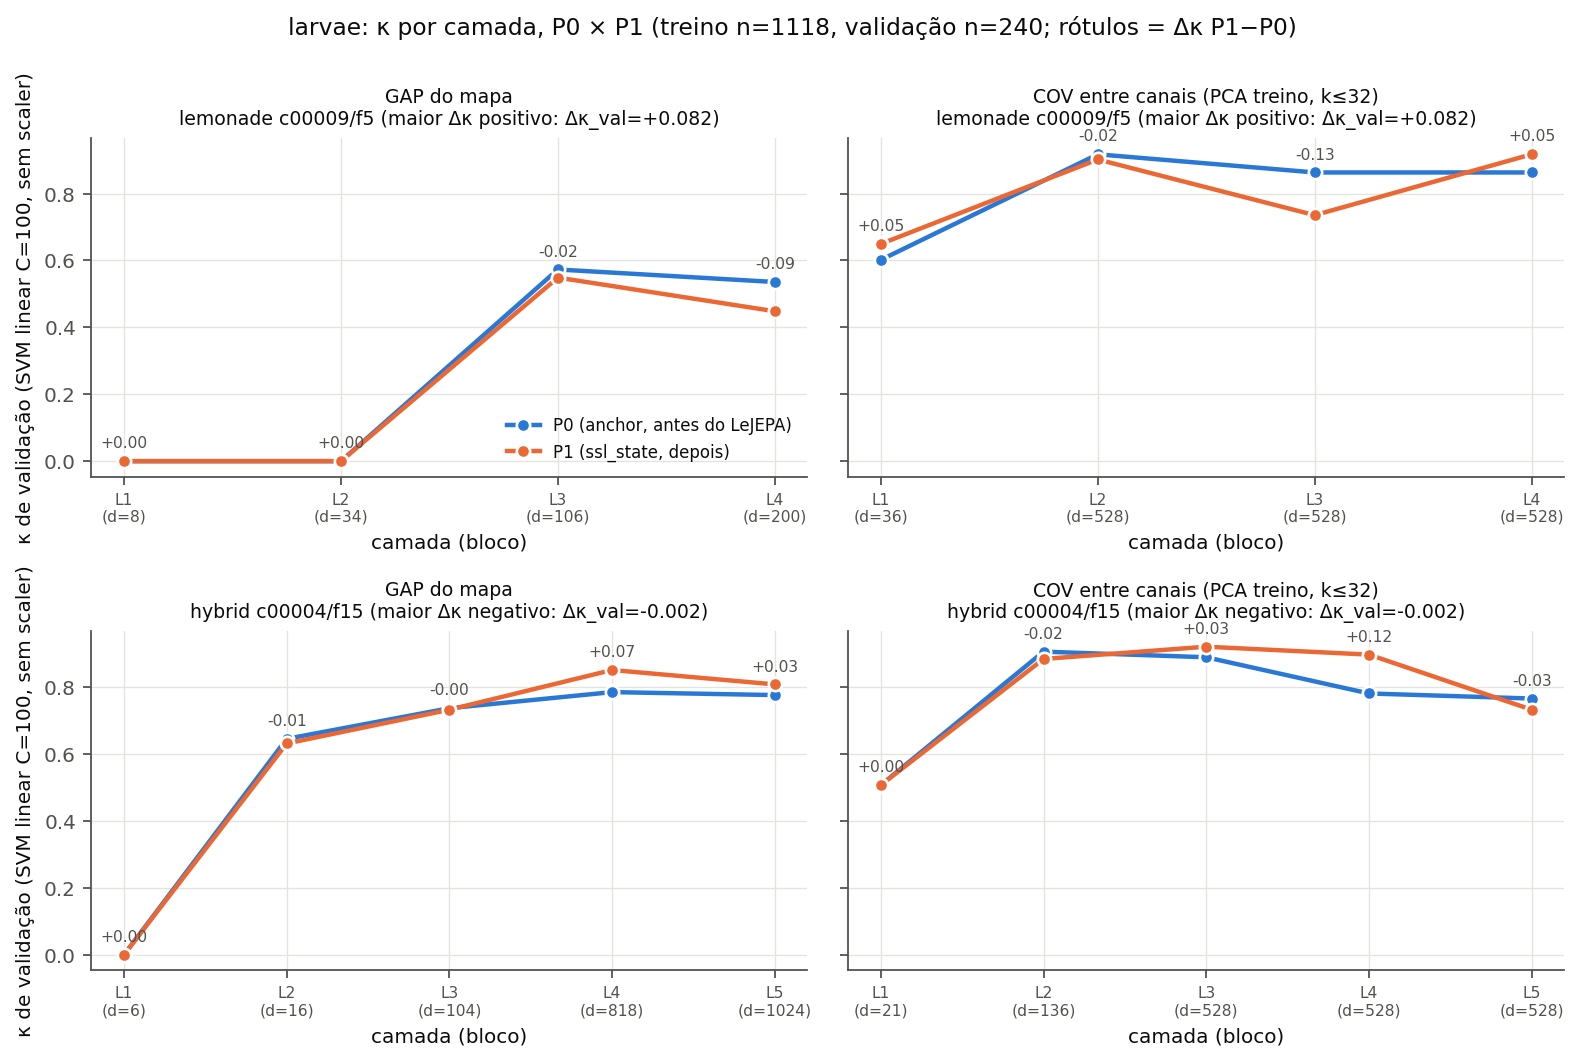 larvae: κ por camada, P0 × P1 (treino n=1118, validação n=240; rótulos = Δκ P1−P0)
GAP do mapa
lemonade c00009/f5 (maior Δκ positivo: Δκ_val=+0.082)
κ de validação (SVM linear C=100, sem scaler)
0.8
0.6
0.4
0.2
0.0
+0.00
+0.00
-0.02
-0.09
P0 (anchor, antes do LeJEPA)
P1 (ssl_state, depois)
L1 L2 L3 L4
(d=8) (d=34) (d=106) (d=200)
camada (bloco)
COV entre canais (PCA treino, k≤32)
lemonade c00009/f5 (maior Δκ positivo: Δκ_val=+0.082)
+0.05
-0.02
-0.13
+0.05
L1 L2 L3 L4
(d=36) (d=528) (d=528) (d=528)
camada (bloco)
GAP do mapa
hybrid c00004/f15 (maior Δκ negativo: Δκ_val=-0.002)
κ de validação (SVM linear C=100, sem scaler)
0.8
0.6
0.4
0.2
0.0
+0.00
-0.01
-0.00
+0.07
+0.03
L1 L2 L3 L4 L5
(d=6) (d=16) (d=104) (d=818) (d=1024)
camada (bloco)
COV entre canais (PCA treino, k≤32)
hybrid c00004/f15 (maior Δκ negativo: Δκ_val=-0.002)
+0.00
-0.02
+0.03
+0.12
-0.03
L1 L2 L3 L4 L5
(d=21) (d=136) (d=528) (d=528) (d=528)
camada (bloco)